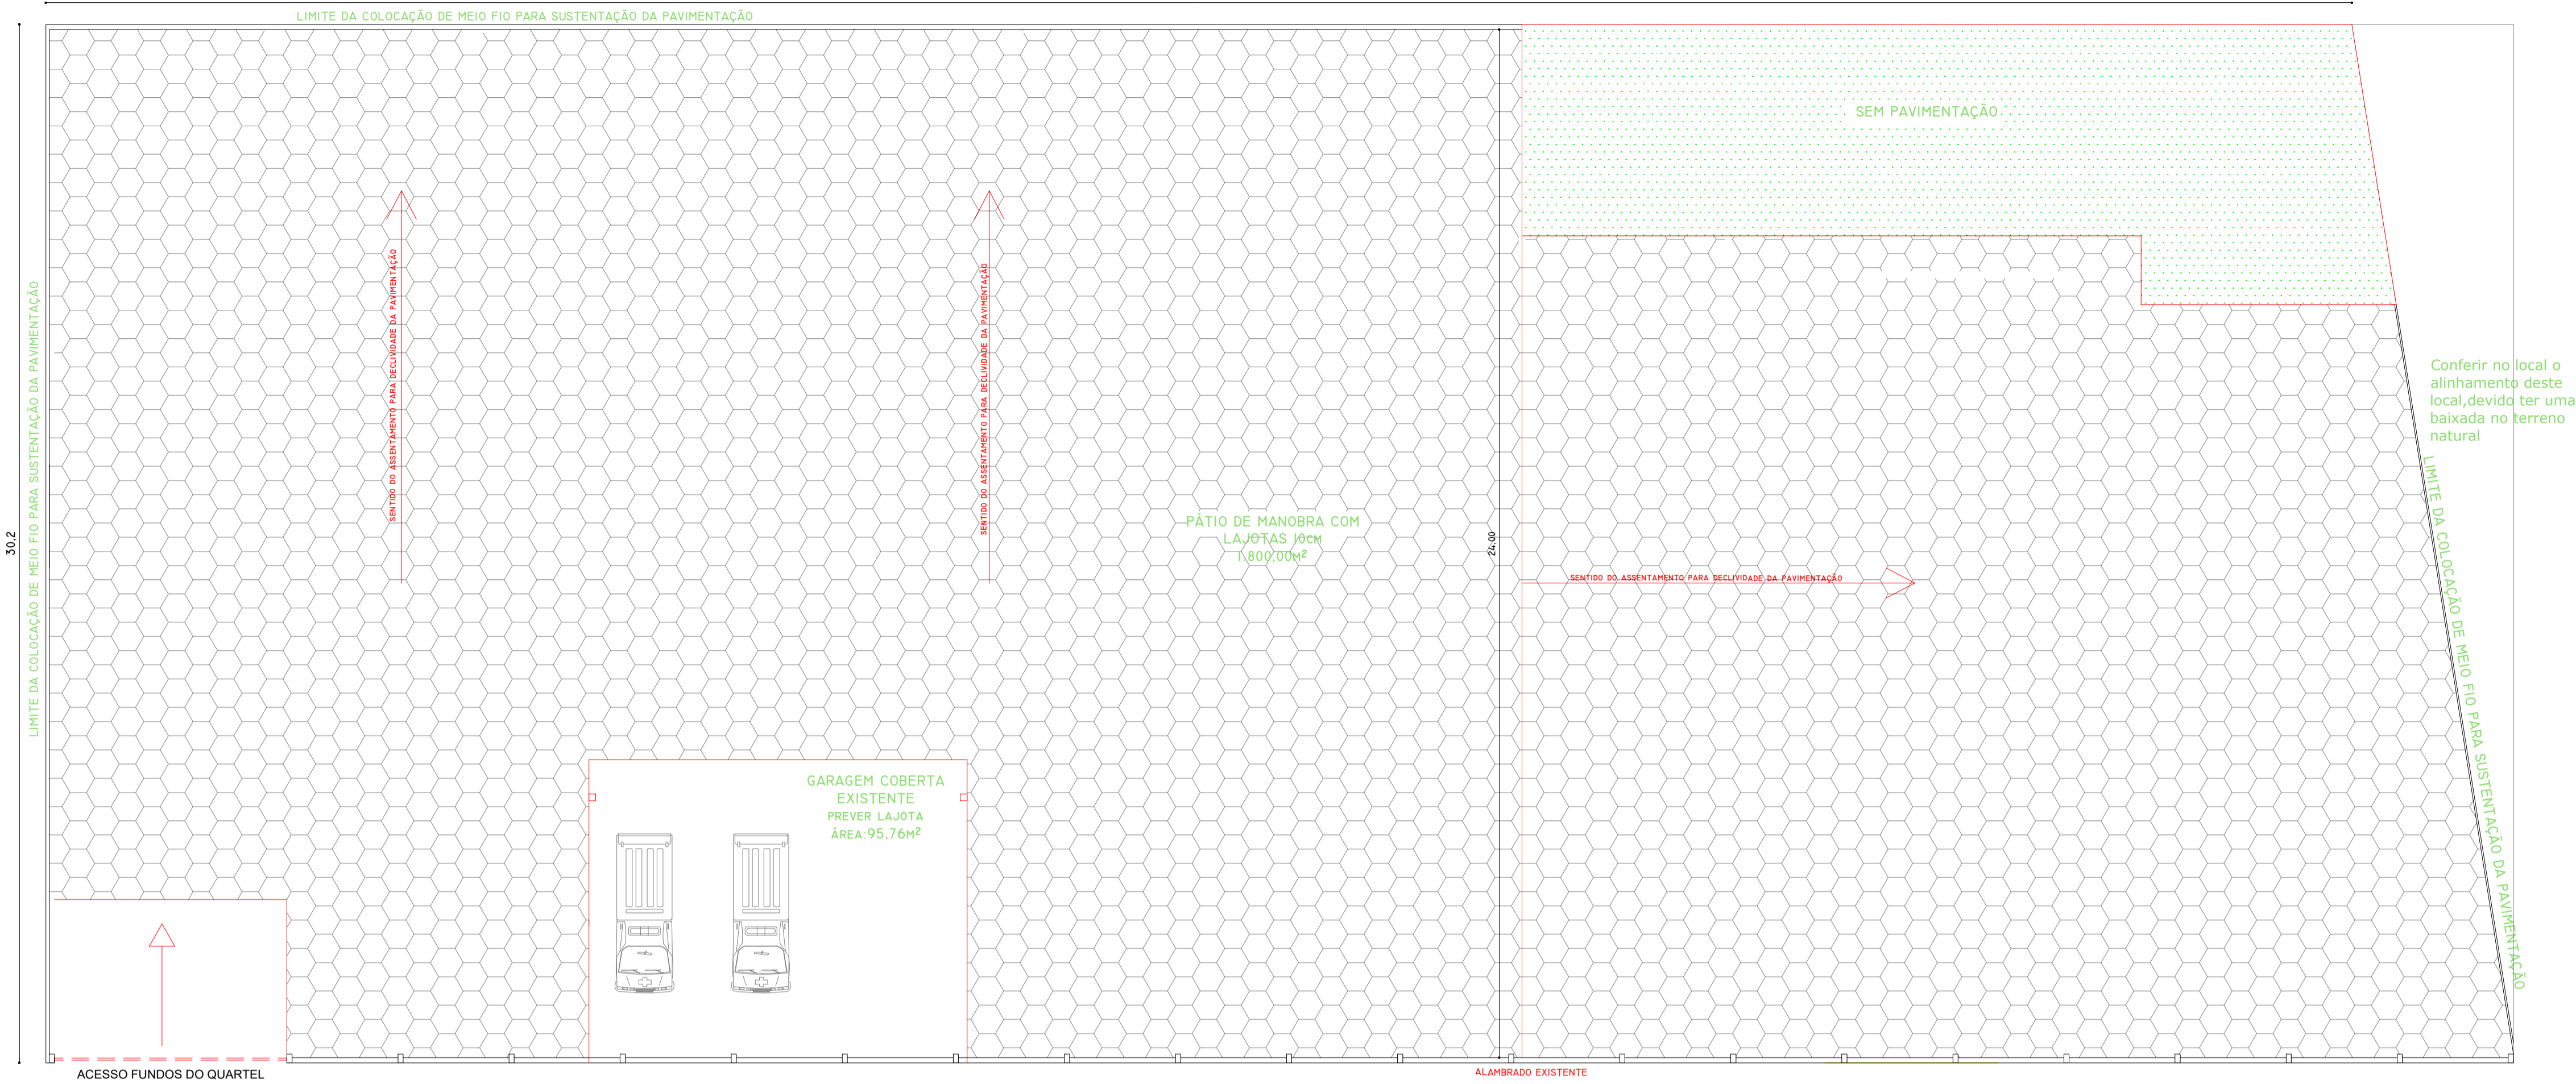 LIMITE DA COLOCAÇÃO DE MEIO FIO PARA SUSTENTAÇÃO DA PAVIMENTAÇÃO
SEM PAVIMENTAÇÃO
30,2
LIMITE DA COLOCAÇÃO DE MEIO FIO PARA SUSTENTAÇÃO DA PAVIMENTAÇÃO
SENTIDO DO ASSENTAMENTO PARA DECLIVIDADE DA PAVIMENTAÇÃO
SENTIDO DO ASSENTAMENTO PARA DECLIVIDADE DA PAVIMENTAÇÃO
PÁTIO DE MANOBRA COM
LAJOTAS 10CM
1.800,00M²
24,00
SENTIDO DO ASSENTAMENTO PARA DECLIVIDADE DA PAVIMENTAÇÃO
Conferir no local o
alinhamento deste
local,devido ter uma
baixada no terreno
natural
LIMITE DA COLOCAÇÃO DE MEIO FIO PARA SUSTENTAÇÃO DA PAVIMENTAÇÃO
GARAGEM COBERTA
EXISTENTE
PREVER LAJOTA
ÁREA:95,76M²
ACESSO FUNDOS DO QUARTEL
ALAMBRADO EXISTENTE